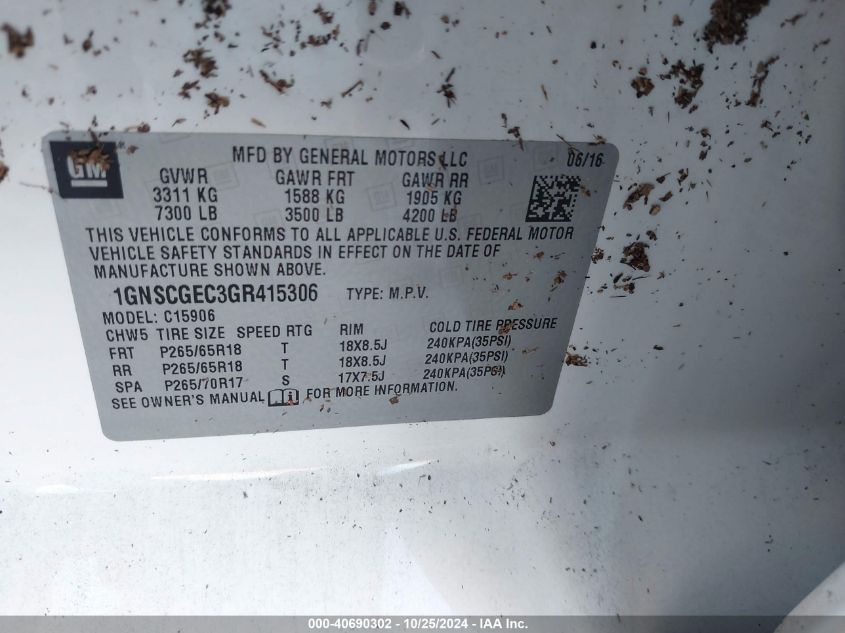 GM
MFD BY GENERAL MOTORS LLC 06/16
GVWR GAWR FRT GAWR RR
3311 KG 1588 KG 1905 KG
7300 LB 3500 LB 4200 LB
THIS VEHICLE CONFORMS TO ALL APPLICABLE U.S. FEDERAL MOTOR
VEHICLE SAFETY STANDARDS IN EFFECT ON THE DATE OF
MANUFACTURE SHOWN ABOVE.
1GNSCGEC3GR415306 TYPE: M.P.V.
MODEL: C15906
CHW5 TIRE SIZE SPEED RTG RIM COLD TIRE PRESSURE
FRT P265/65R18 T 18X8.5J 240KPA(35PSI)
RR P265/65R18 T 18X8.5J 240KPA(35PSI)
SPA P265/70R17 S 17X7.5J 240KPA(35PSI)
SEE OWNER'S MANUAL i FOR MORE INFORMATION.
000-40690302 - 10/25/2024 - IAA Inc.